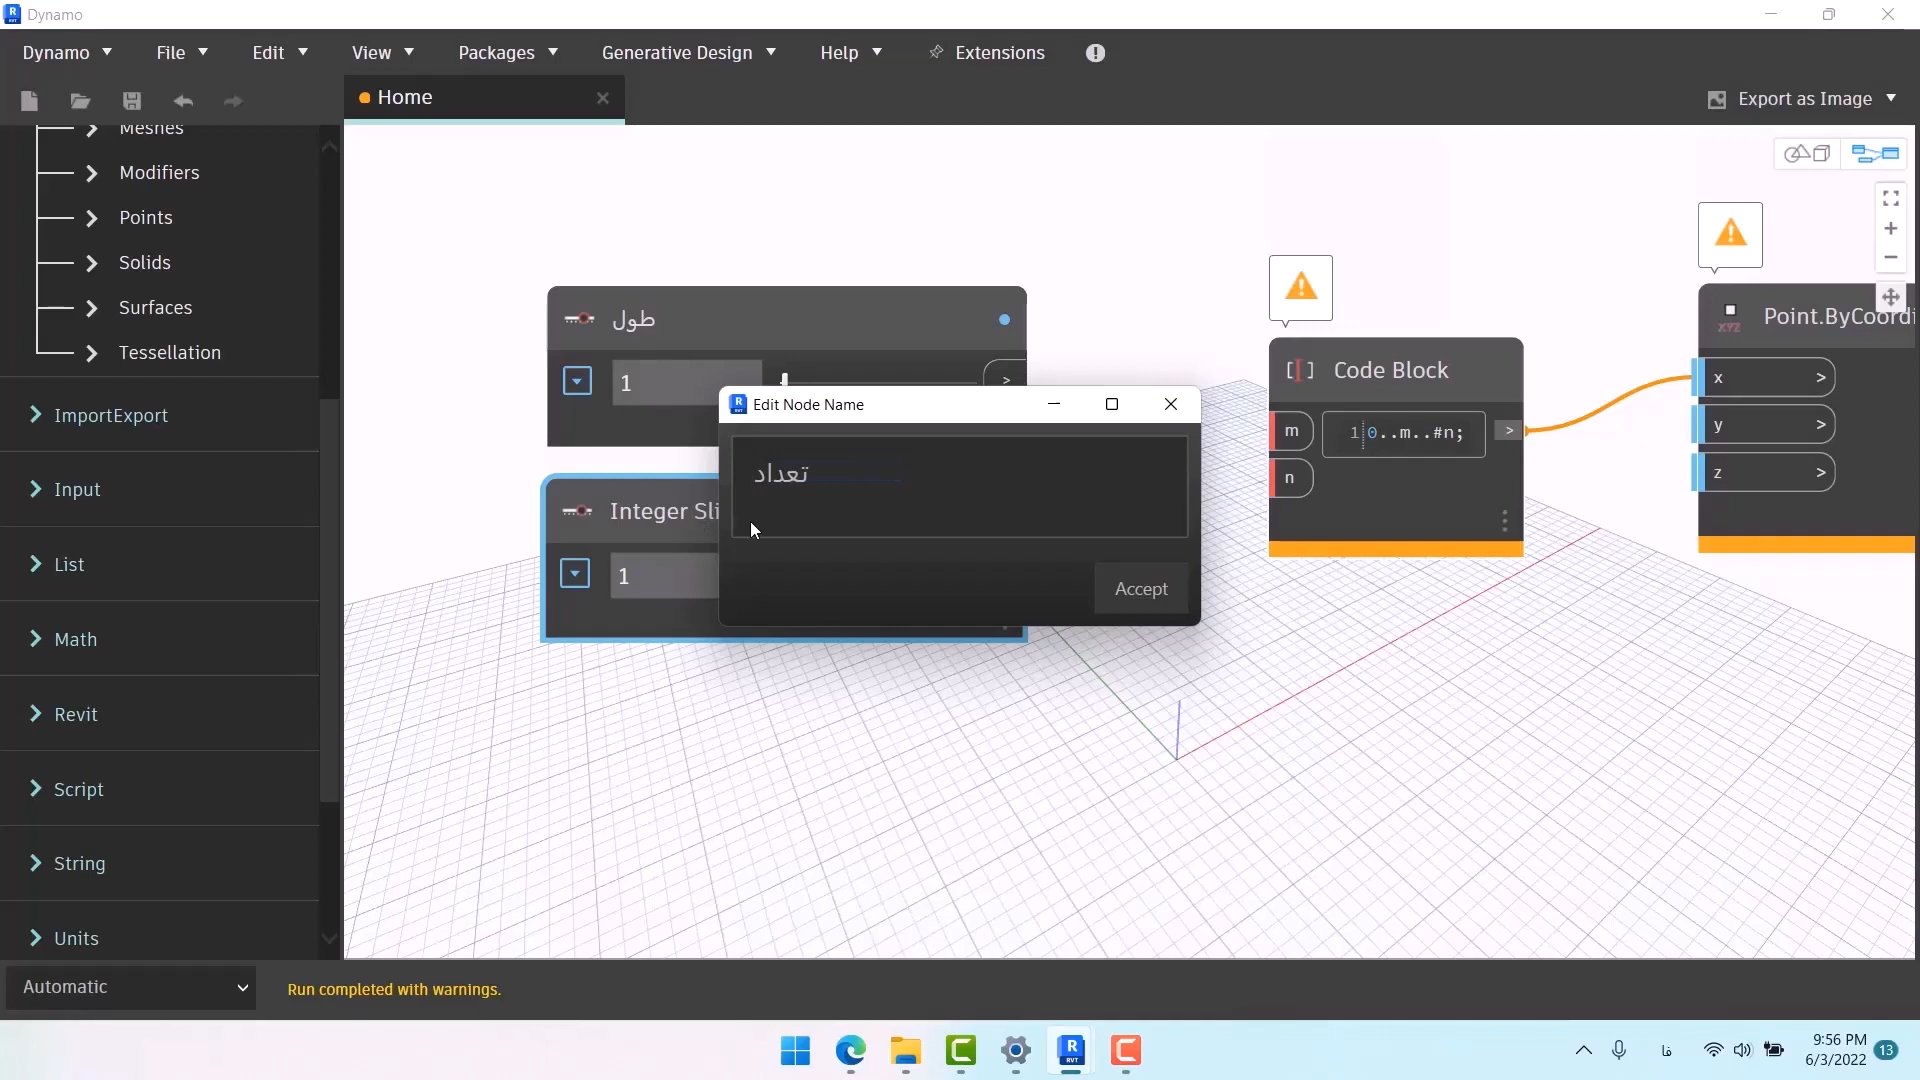 Dynamo
Dynamo
File
Edit
View
Packages
Generative Design
Help
Extensions
Home
Export as Image
Meshes
Modifiers
Points
Solids
Surfaces
Tessellation
ImportExport
Input
List
Math
Revit
Script
String
Units
طول
1
>
Integer Sli
1
Edit Node Name
تعداد
Accept
Code Block
m
n
1 0..m..#n;
>
Point.ByCoordi
XYZ
x >
y >
z >
Automatic
Run completed with warnings.
فا
9:56 PM
6/3/2022
13